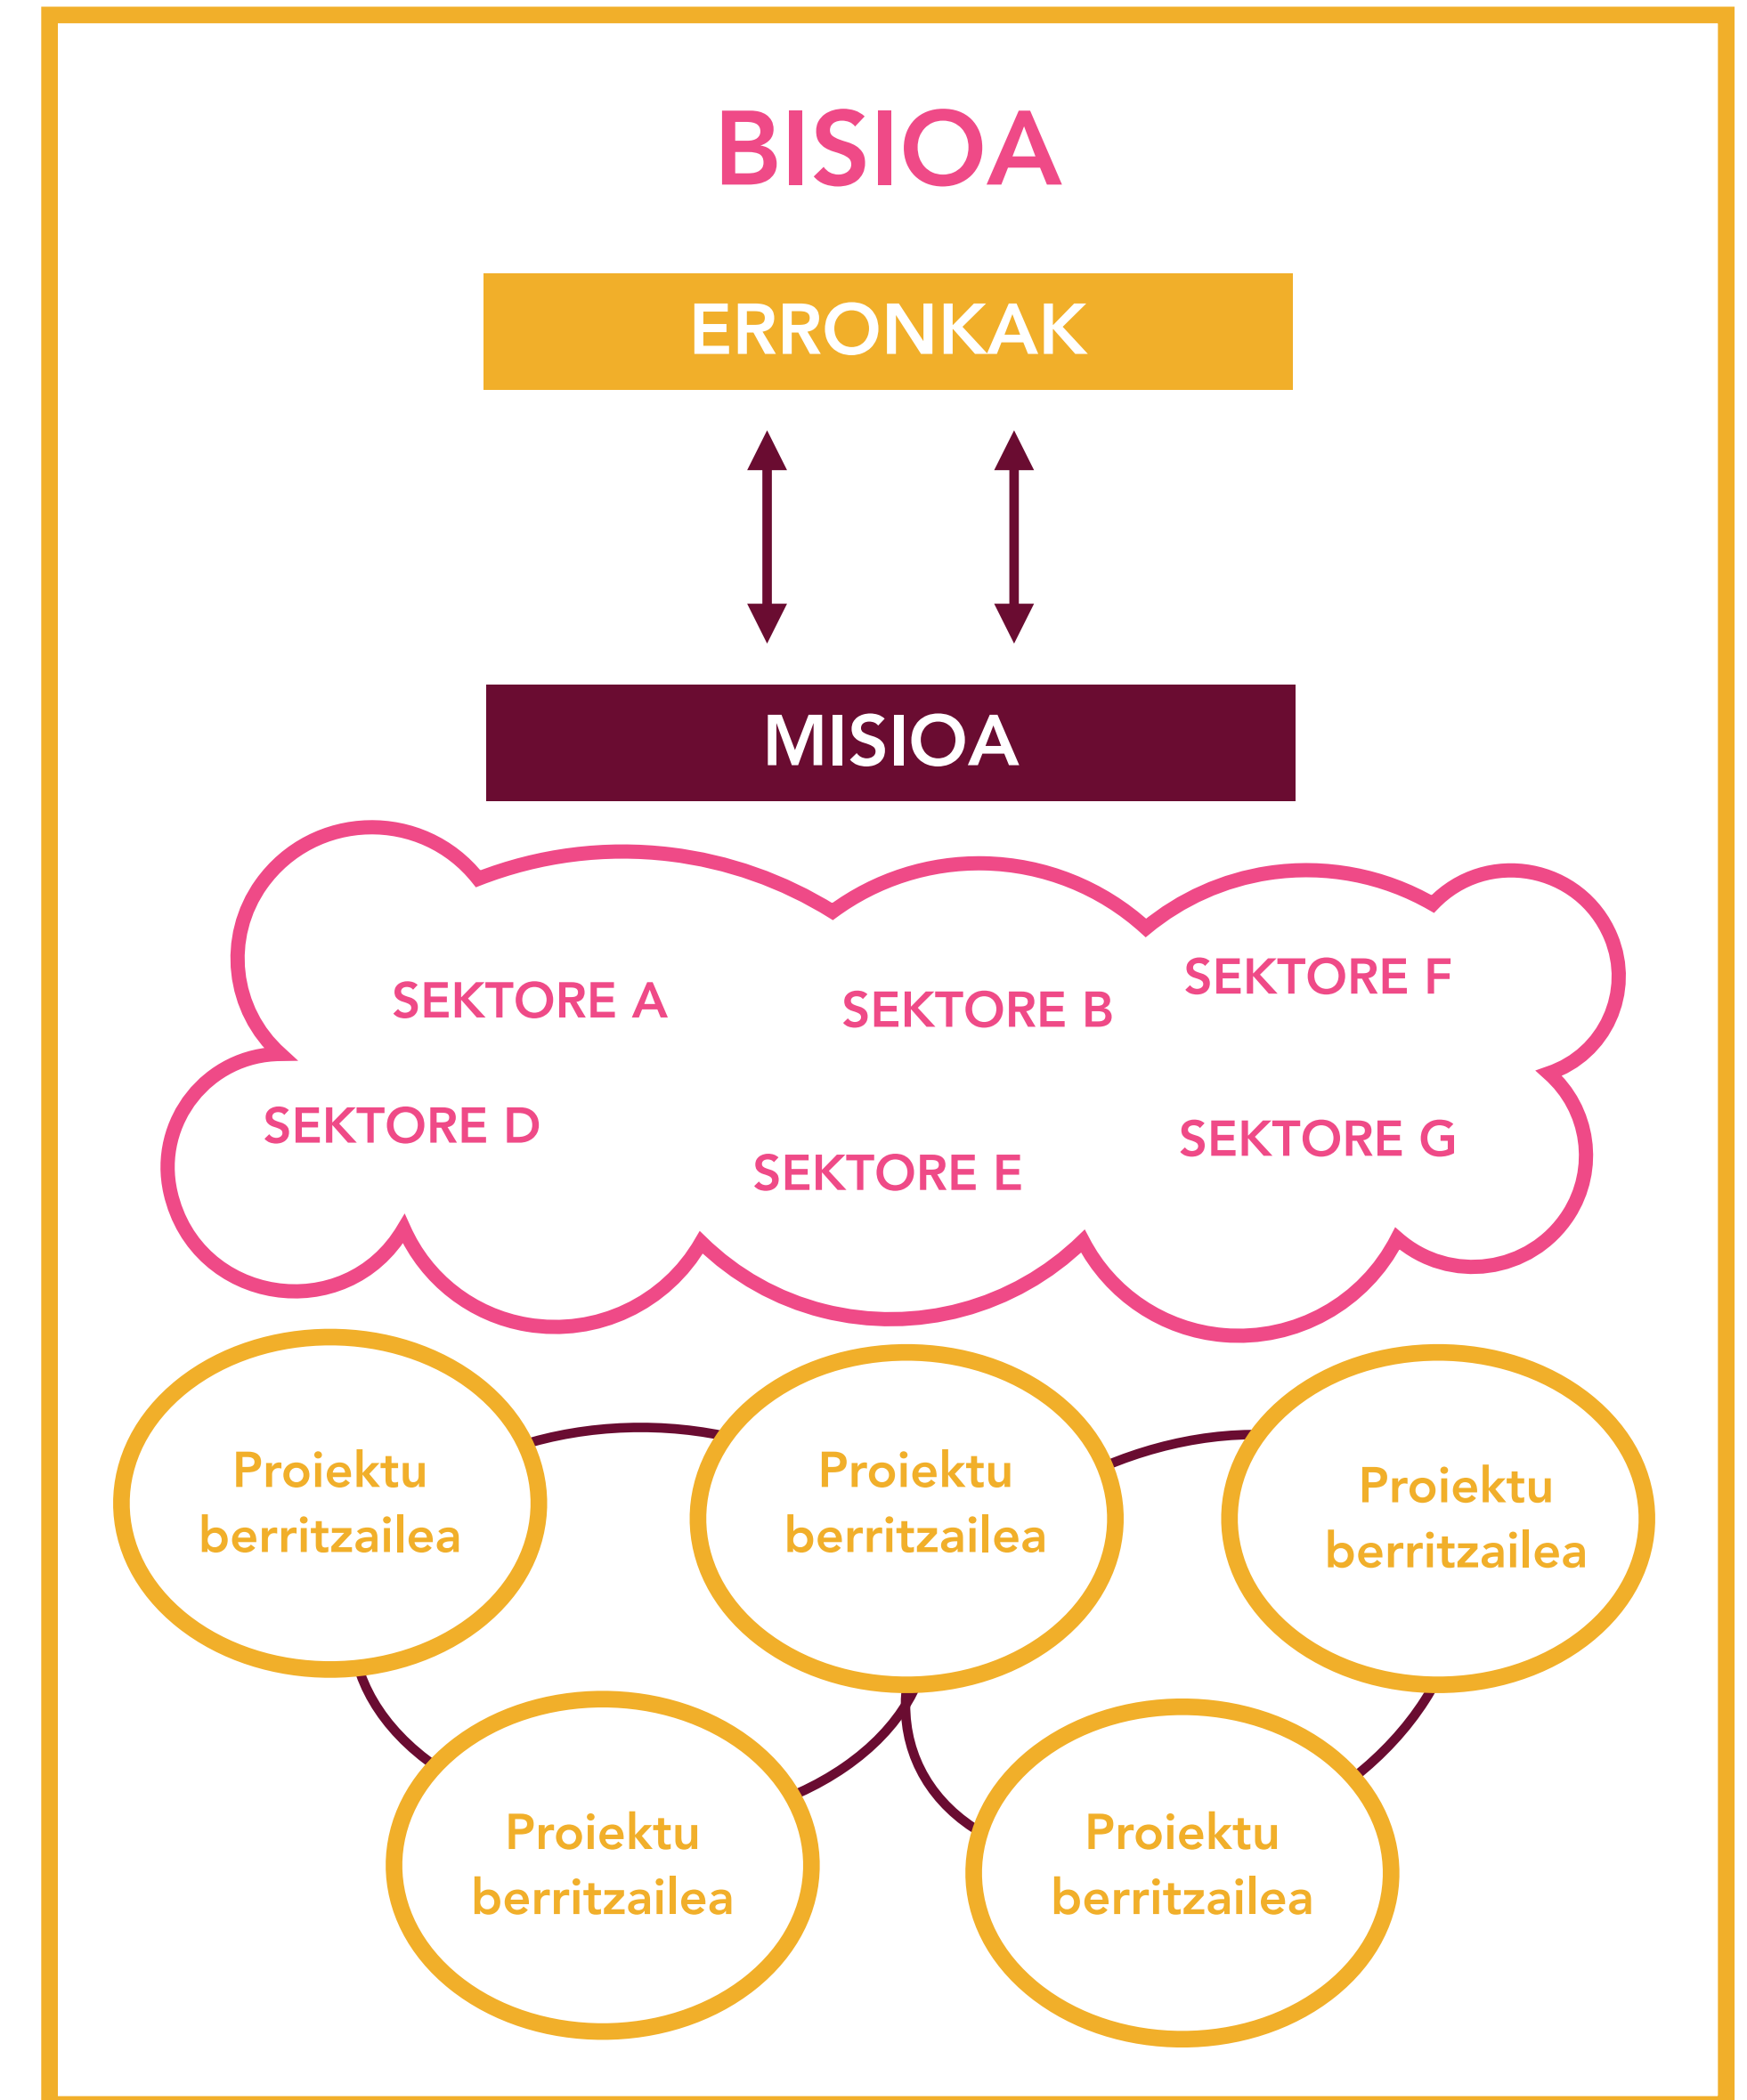 BISIOA
ERRONKAK
MISIOA
SEKTORE A
SEKTORE B
SEKTORE F
SEKTORE D
SEKTORE E
SEKTORE G
Proiektu
berritzailea
Proiektu
berritzailea
Proiektu
berritzailea
Proiektu
berritzailea
Proiektu
berritzailea